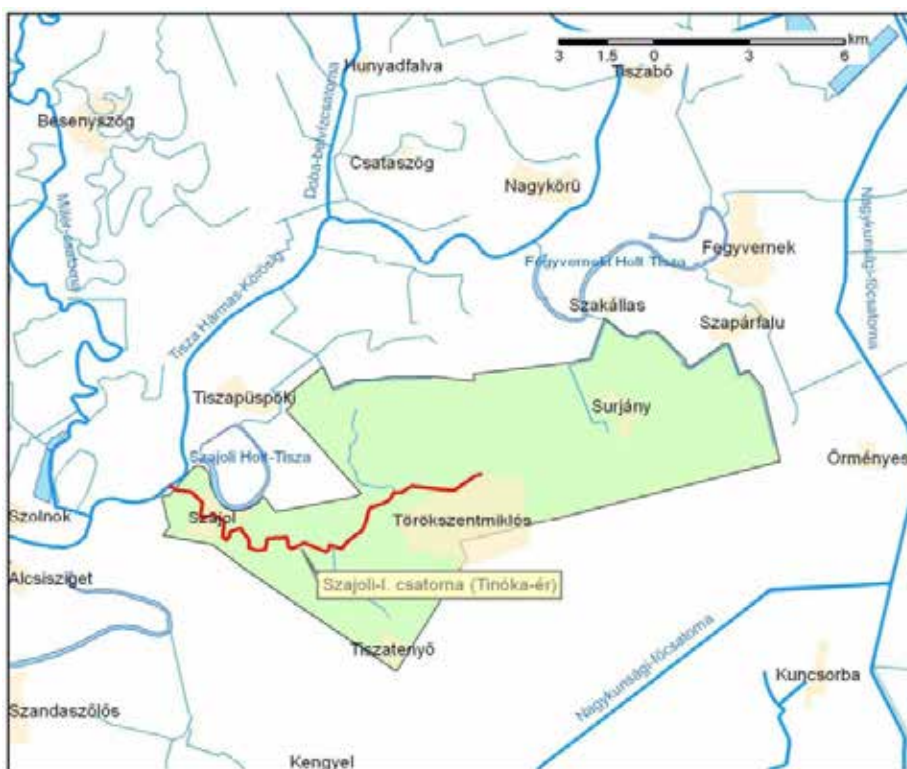 km
3 1.5 0 3 6
Hunyadfalva
Tiszabő
Besenyszög
Doba-belvízcsatorna
Csataszög
Nagykörű
Millér-csatorna
Nagykunsági-főcsatorna
Fegyvernek
Fegyverneki Holt-Tisza
Tisza Hármas-Körösig
Szakállas
Szapárfalu
Tiszapüspöki
Surjány
Szajoli Holt-Tisza
Örményes
Szolnok
Szajol
Törökszentmiklós
Alcsisziget
Szajoli-I. csatorna (Tinóka-ér)
Tiszatenyő
Nagykunsági-főcsatorna
Kuncsorba
Szandaszőlős
Kengyel